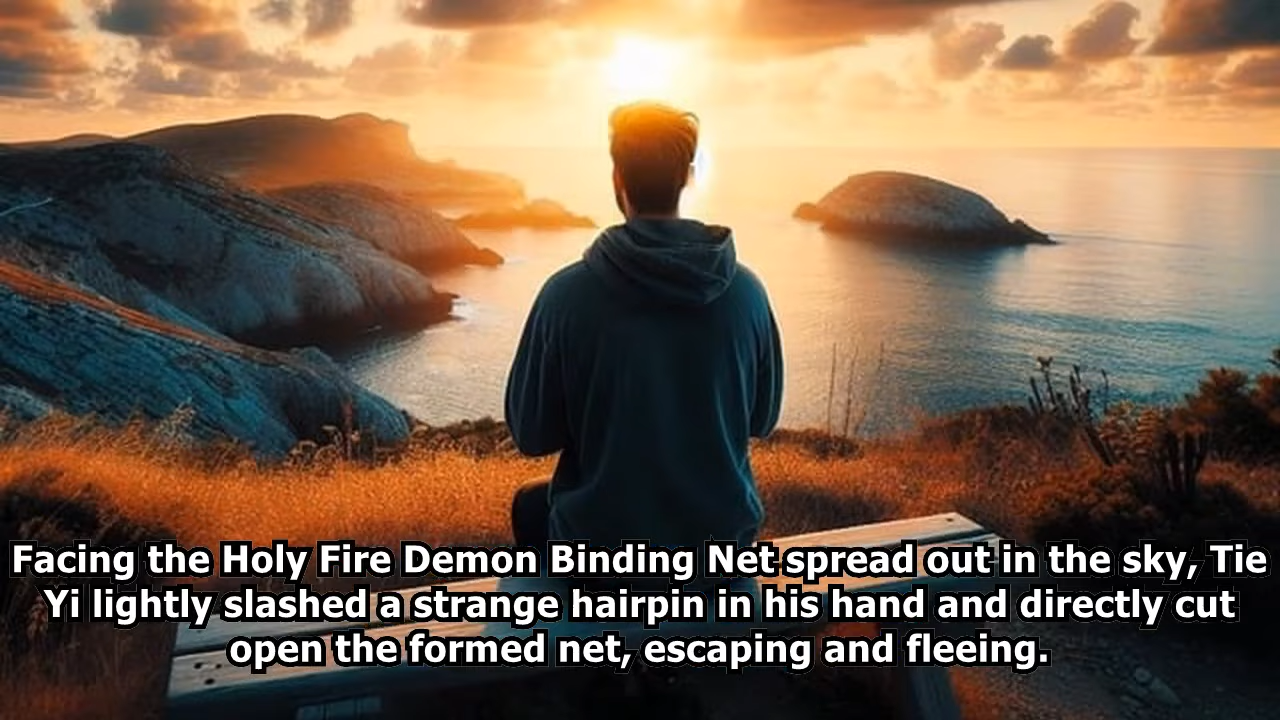 Facing the Holy Fire Demon Binding Net spread out in the sky, Tie
Yi lightly slashed a strange hairpin in his hand and directly cut
open the formed net, escaping and fleeing.